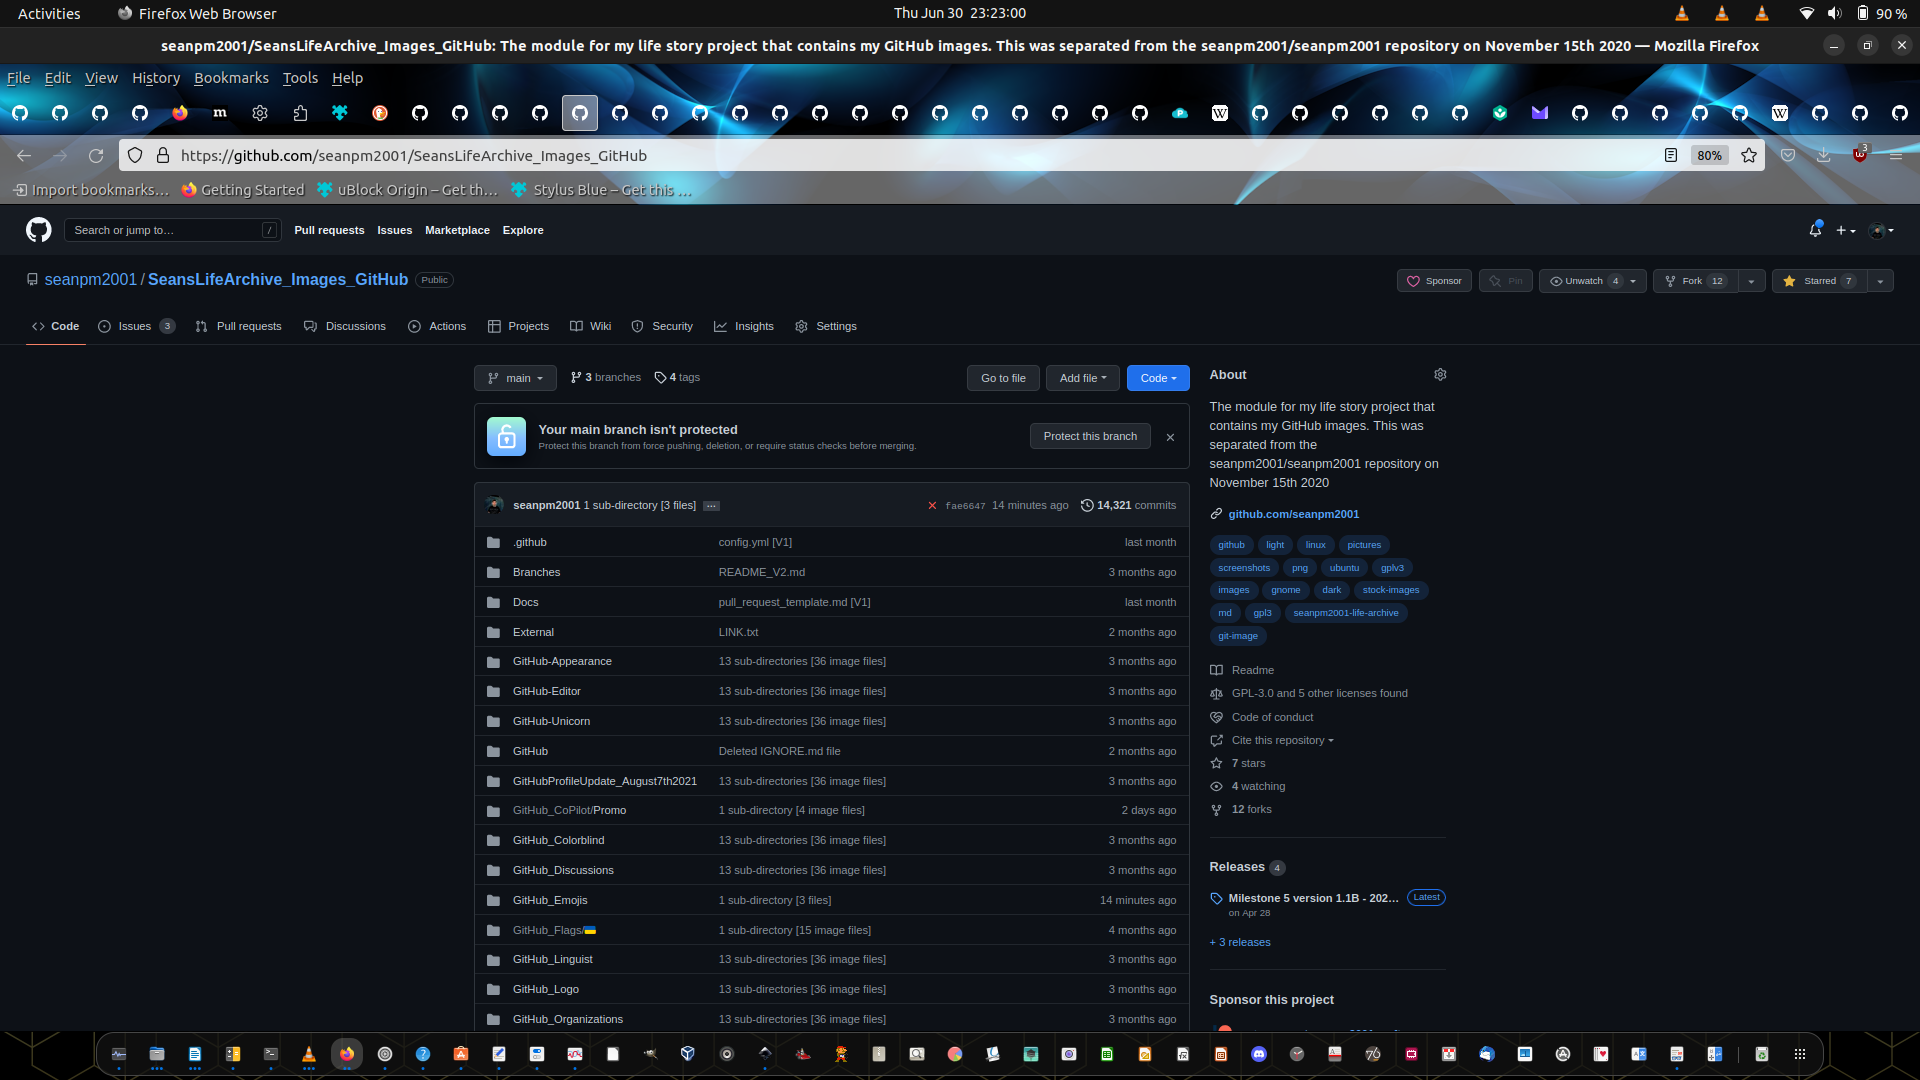 Activities
Firefox Web Browser
Thu Jun 30 23:23:00
90 %
seanpm2001/SeansLifeArchive_Images_GitHub: The module for my life story project that contains my GitHub images. This was separated from the seanpm2001/seanpm2001 repository on November 15th 2020 — Mozilla Firefox
File Edit View History Bookmarks Tools Help
https://github.com/seanpm2001/SeansLifeArchive_Images_GitHub
80%
3
Import bookmarks…
Getting Started
uBlock Origin – Get th…
Stylus Blue – Get this …
Search or jump to…
/
Pull requests
Issues
Marketplace
Explore
seanpm2001 / SeansLifeArchive_Images_GitHub
Public
Sponsor
Pin
Unwatch 4
Fork 12
Starred 7
Code
Issues 3
Pull requests
Discussions
Actions
Projects
Wiki
Security
Insights
Settings
main
3 branches
4 tags
Go to file
Add file
Code
Your main branch isn't protected
Protect this branch from force pushing, deletion, or require status checks before merging.
Protect this branch
seanpm2001 1 sub-directory [3 files] …
fae6647 14 minutes ago
14,321 commits
.github config.yml [V1] last month
Branches README_V2.md 3 months ago
Docs pull_request_template.md [V1] last month
External LINK.txt 2 months ago
GitHub-Appearance 13 sub-directories [36 image files] 3 months ago
GitHub-Editor 13 sub-directories [36 image files] 3 months ago
GitHub-Unicorn 13 sub-directories [36 image files] 3 months ago
GitHub Deleted IGNORE.md file 2 months ago
GitHubProfileUpdate_August7th2021 13 sub-directories [36 image files] 3 months ago
GitHub_CoPilot/Promo 1 sub-directory [4 image files] 2 days ago
GitHub_Colorblind 13 sub-directories [36 image files] 3 months ago
GitHub_Discussions 13 sub-directories [36 image files] 3 months ago
GitHub_Emojis 1 sub-directory [3 files] 14 minutes ago
GitHub_Flags/🇺🇦 1 sub-directory [15 image files] 4 months ago
GitHub_Linguist 13 sub-directories [36 image files] 3 months ago
GitHub_Logo 13 sub-directories [36 image files] 3 months ago
GitHub_Organizations 13 sub-directories [36 image files] 3 months ago
About
The module for my life story project that
contains my GitHub images. This was
separated from the
seanpm2001/seanpm2001 repository on
November 15th 2020
github.com/seanpm2001
github light linux pictures
screenshots png ubuntu gplv3
images gnome dark stock-images
md gpl3 seanpm2001-life-archive
git-image
Readme
GPL-3.0 and 5 other licenses found
Code of conduct
Cite this repository
7 stars
4 watching
12 forks
Releases 4
Milestone 5 version 1.1B - 202… Latest
on Apr 28
+ 3 releases
Sponsor this project